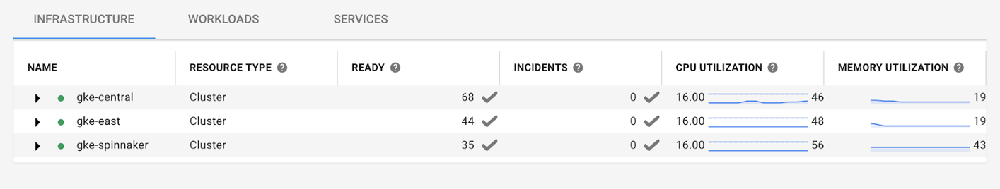 INFRASTRUCTURE WORKLOADS SERVICES
NAME RESOURCE TYPE ? READY ? INCIDENTS ? CPU UTILIZATION ? MEMORY UTILIZATION ?
gke-central Cluster 68 0 16.00 46 19
gke-east Cluster 44 0 16.00 48 19
gke-spinnaker Cluster 35 0 16.00 56 43